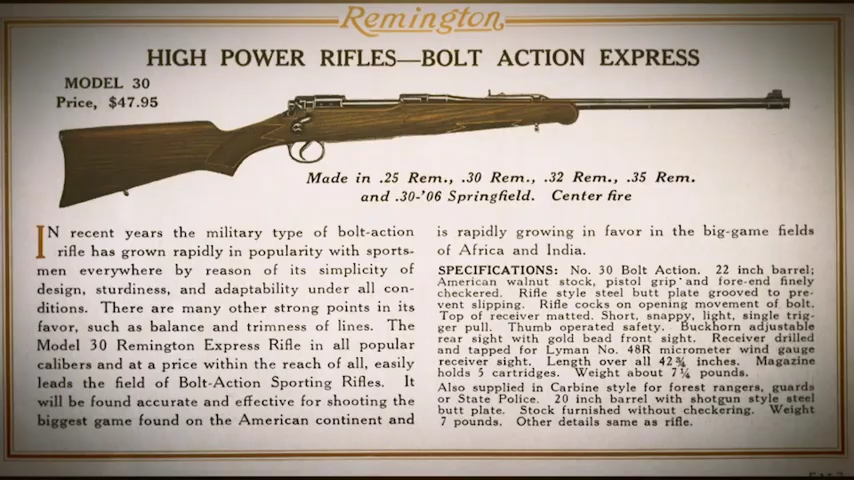 Remington
HIGH POWER RIFLES—BOLT ACTION EXPRESS
MODEL 30
Price, $47.95
Made in .25 Rem., .30 Rem., .32 Rem., .35 Rem.
and .30-'06 Springfield. Center fire
IN recent years the military type of bolt-action
rifle has grown rapidly in popularity with sports-
men everywhere by reason of its simplicity of
design, sturdiness, and adaptability under all con-
ditions. There are many other strong points in its
favor, such as balance and trimness of lines. The
Model 30 Remington Express Rifle in all popular
calibers and at a price within the reach of all, easily
leads the field of Bolt-Action Sporting Rifles. It
will be found accurate and effective for shooting the
biggest game found on the American continent and
is rapidly growing in favor in the big-game fields
of Africa and India.
SPECIFICATIONS: No. 30 Bolt Action. 22 inch barrel;
American walnut stock, pistol grip and fore-end finely
checkered. Rifle style steel butt plate grooved to pre-
vent slipping. Rifle cocks on opening movement of bolt.
Top of receiver matted. Short, snappy, light, single trig-
ger pull. Thumb operated safety. Buckhorn adjustable
rear sight with gold bead front sight. Receiver drilled
and tapped for Lyman No. 48R micrometer wind gauge
receiver sight. Length over all 42¾ inches. Magazine
holds 5 cartridges. Weight about 7¼ pounds.
Also supplied in Carbine style for forest rangers, guards
or State Police. 20 inch barrel with shotgun style steel
butt plate. Stock furnished without checkering. Weight
7 pounds. Other details same as rifle.